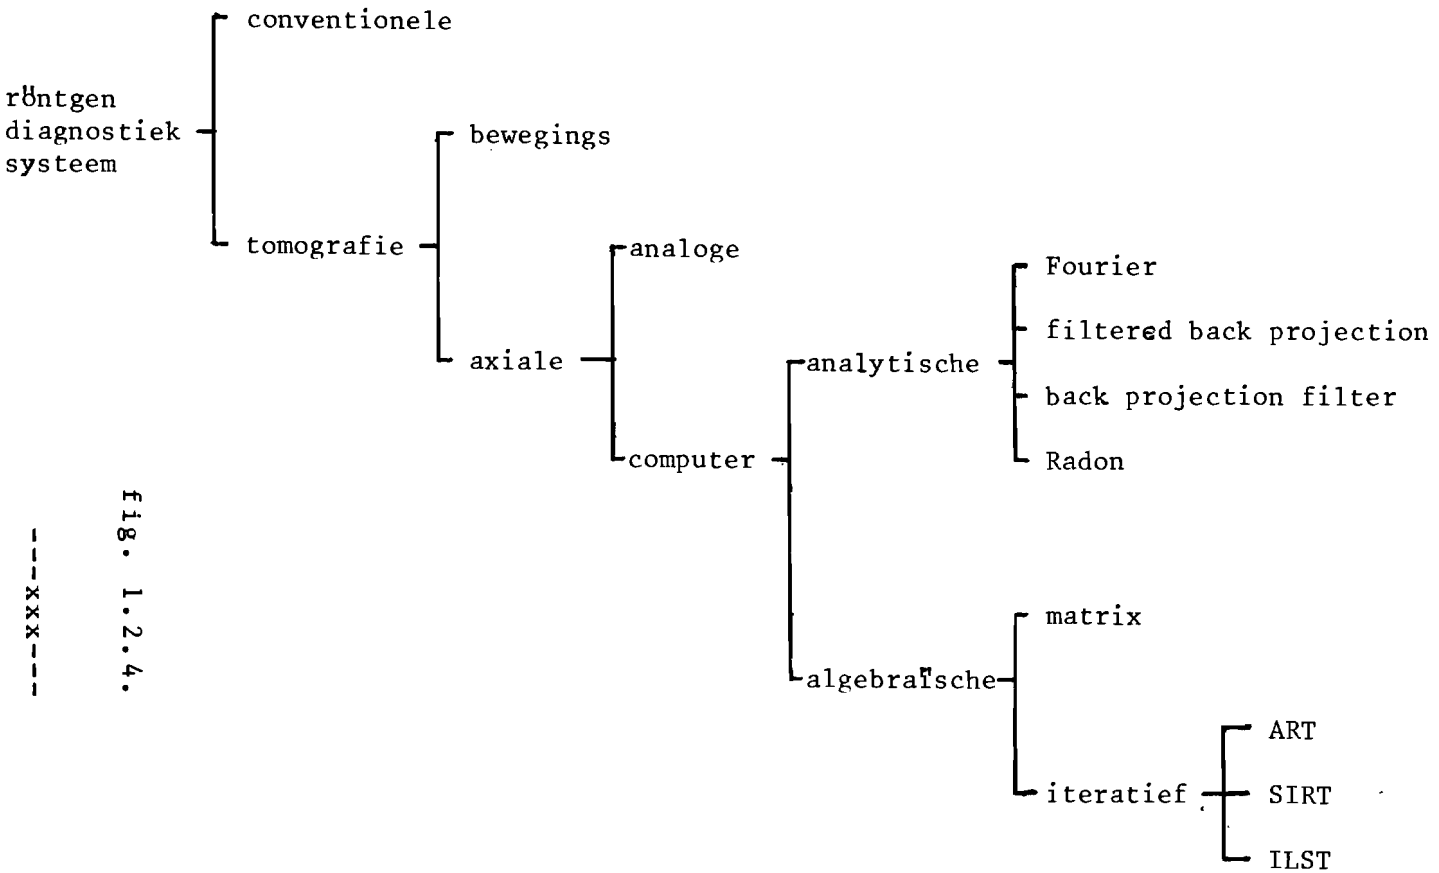 conventionele
röntgen
diagnostiek
systeem
bewegings
tomografie
analoge
axiale
Fourier
filtered back projection
analytische
back projection filter
computer
Radon
matrix
algebraïsche
ART
iteratief
SIRT
ILST
fig. 1.2.4.
---xxx---